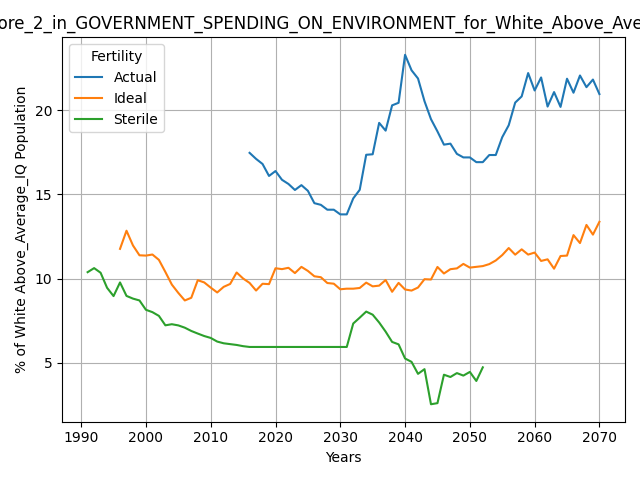 ore_2_in_GOVERNMENT_SPENDING_ON_ENVIRONMENT_for_White_Above_Ave
Fertility
Actual
Ideal
Sterile
% of White Above_Average_IQ Population
20
15
10
5
1990 2000 2010 2020 2030 2040 2050 2060 2070
Years